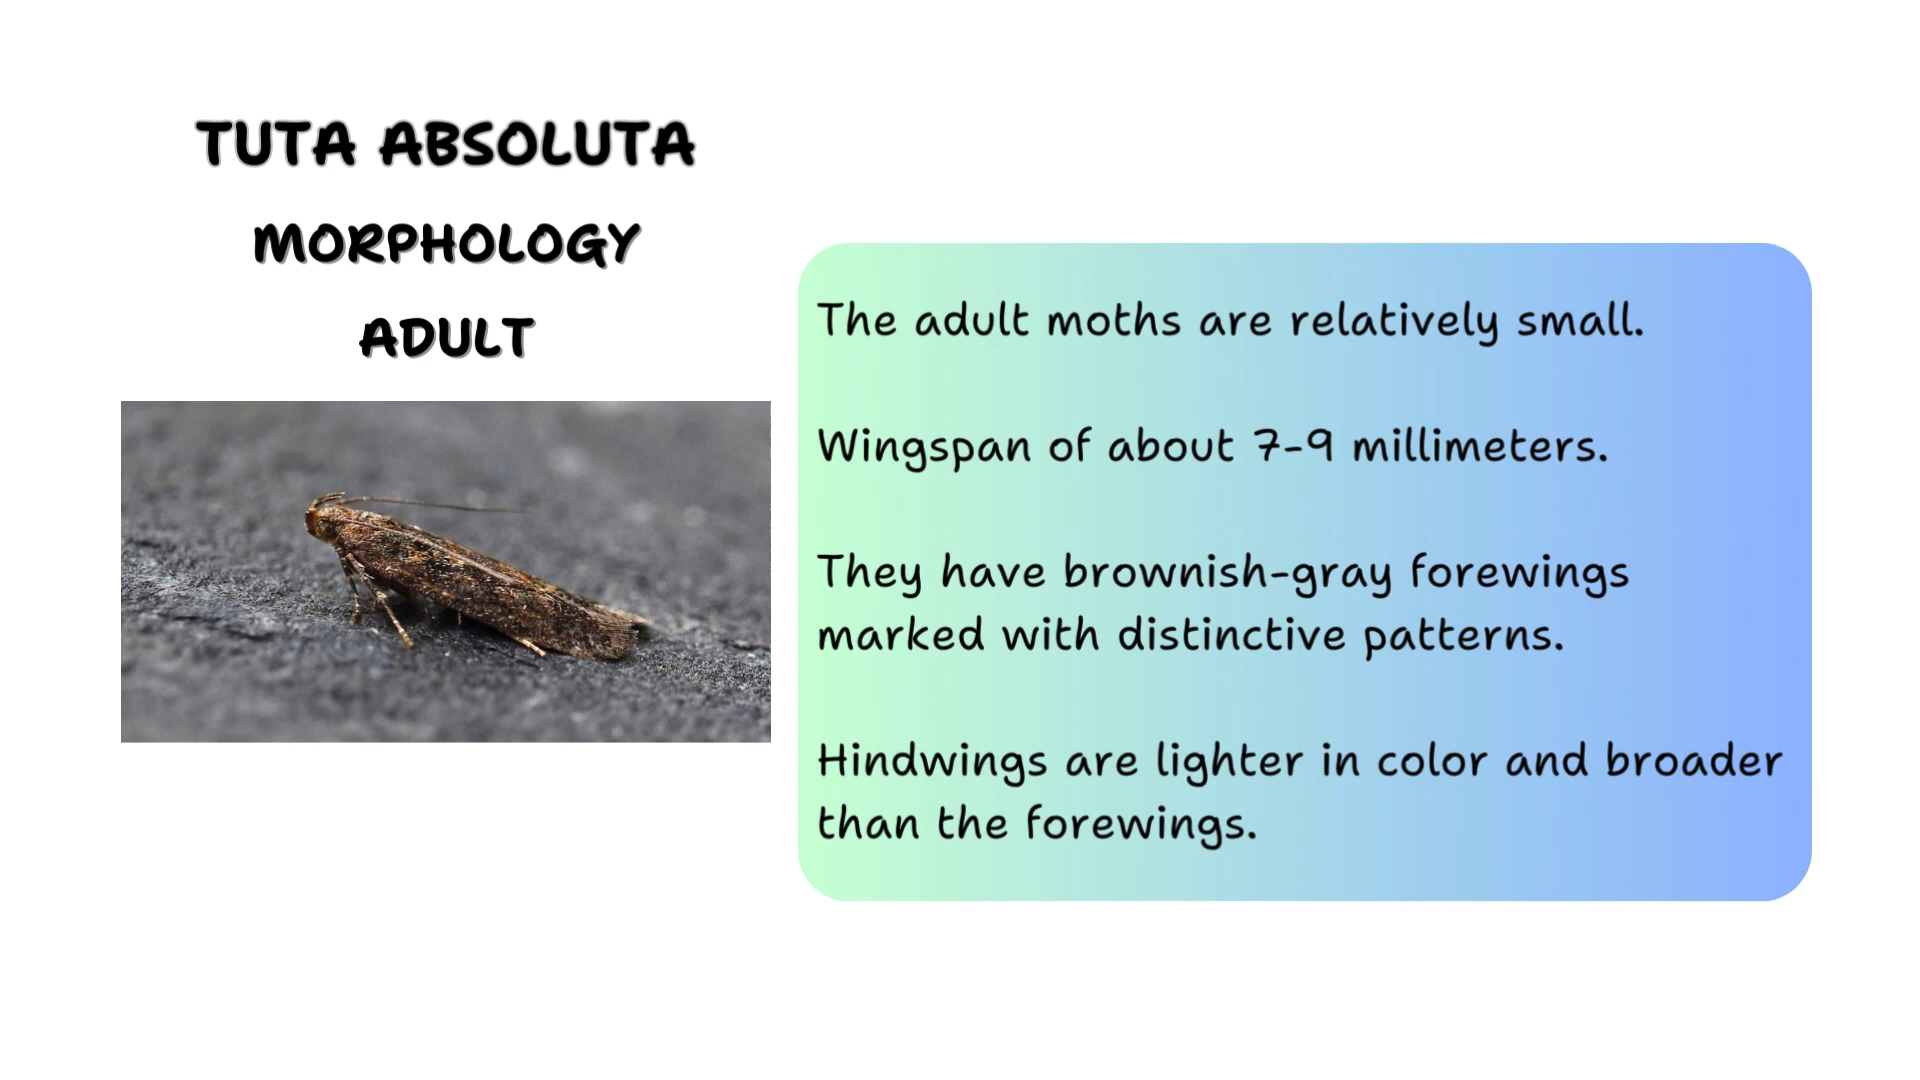 TUTA ABSOLUTA
MORPHOLOGY
ADULT
The adult moths are relatively small.
Wingspan of about 7-9 millimeters.
They have brownish-gray forewings
marked with distinctive patterns.
Hindwings are lighter in color and broader
than the forewings.